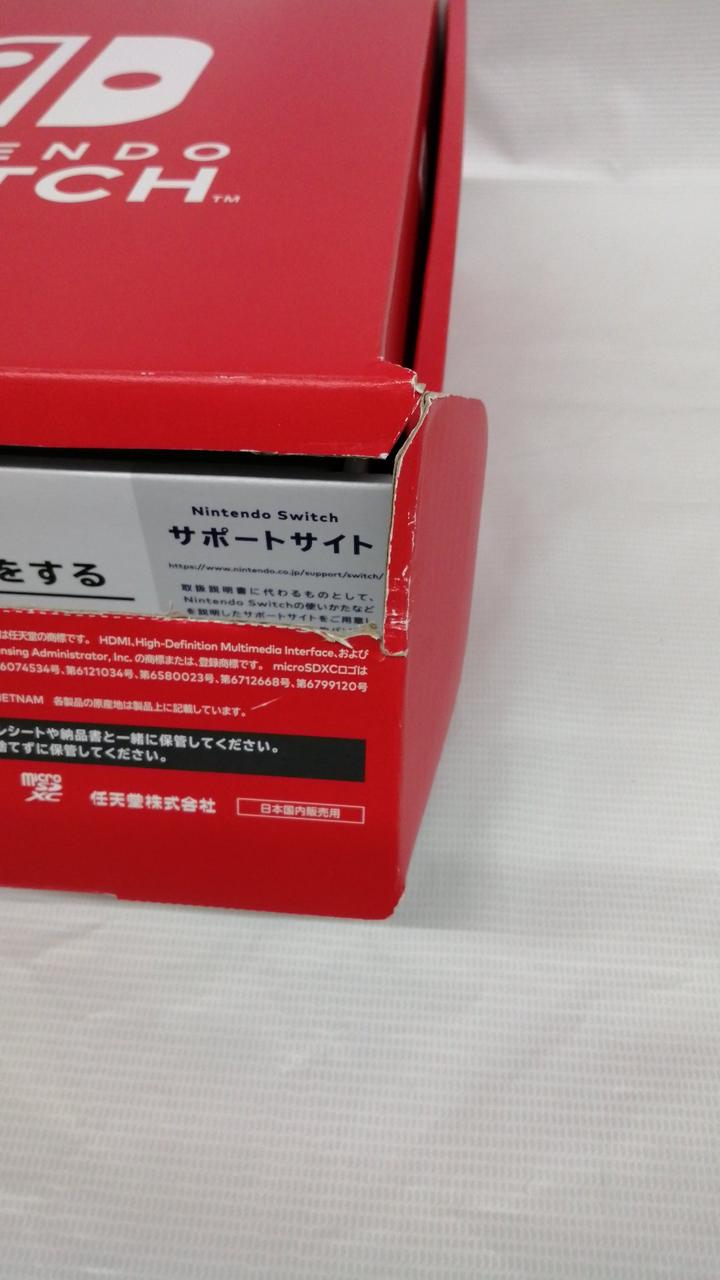 ENDO
TCH™
Nintendo Switch
サポートサイト
https://www.nintendo.co.jp/support/switch/
をする
取扱説明書に代わるものとして、
Nintendo Switchの使いかたなど
を説明したサポートサイトをご用意
は任天堂の商標です。 HDMI、High-Definition Multimedia Interface、および
nsing Administrator, Inc. の商標または、登録商標です。 microSDXCロゴは
6074534号、第6121034号、第6580023号、第6712668号、第6799120号
IETNAM 各製品の原産地は製品上に記載しています。
レシートや納品書と一緒に保管してください。
捨てずに保管してください。
micro SD XC 任天堂株式会社 日本国内販売用